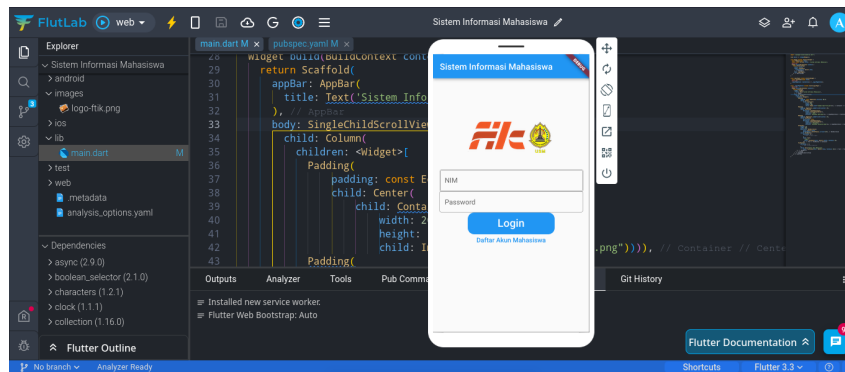 FlutLab web Sistem Informasi Mahasiswa A
Explorer
Sistem Informasi Mahasiswa
android
images
logo-ftik.png
ios
lib
main.dart M
test
web
.metadata
analysis_options.yaml
Dependencies
async (2.9.0)
boolean_selector (2.1.0)
characters (1.2.1)
clock (1.1.1)
collection (1.16.0)
Flutter Outline
main.dart M × pubspec.yaml M ×
28 Widget build(BuildContext cont
29 return Scaffold(
30 appBar: AppBar(
31 title: Text('Sistem Info
32 ), // AppBar
33 body: SingleChildScrollVie
34 child: Column(
35 children: <Widget>[
36 Padding(
37 padding: const E
38 child: Center(
39 child: Conta
40 width: 2
41 height:
42 child: I .png")))), // Container // Cente
43 Padding(
Sistem Informasi Mahasiswa
DEBUG
NIM
Password
Login
Daftar Akun Mahasiswa
Outputs Analyzer Tools Pub Comma Git History
Installed new service worker.
Flutter Web Bootstrap: Auto
Flutter Documentation
No branch Analyzer Ready Shortcuts Flutter 3.3